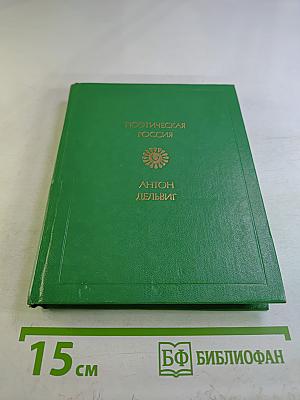 ПОЭТИЧЕСКАЯ
РОССИЯ
АНТОН
ДЕЛЬВИГ
15 см
БФ БИБЛИОФАН